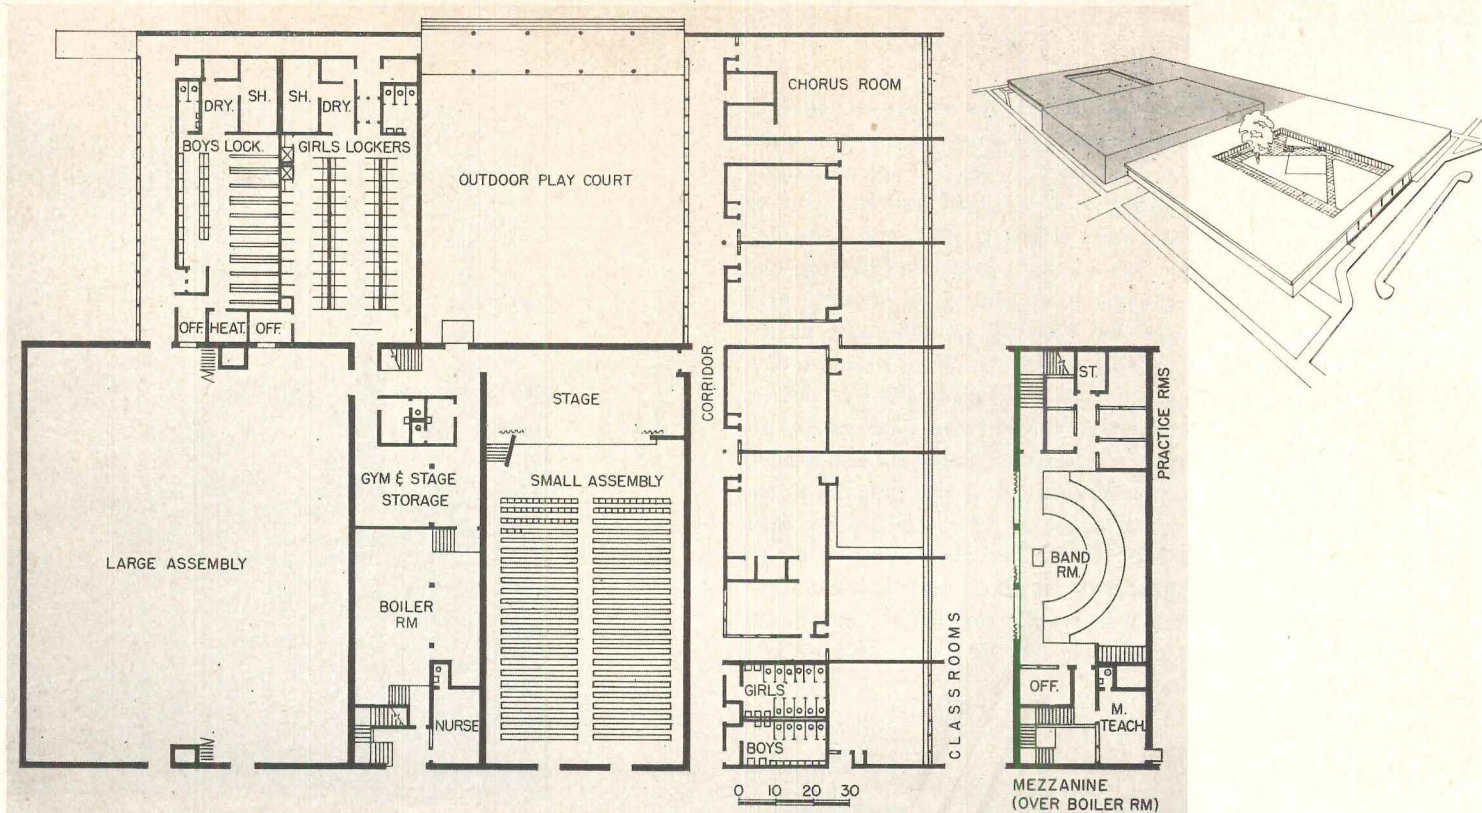 DRY.
SH.
SH.
DRY.
BOYS LOCK.
GIRLS LOCKERS
OFF.
HEAT.
OFF.
OUTDOOR PLAY COURT
CHORUS ROOM
STAGE
CORRIDOR
GYM & STAGE
STORAGE
SMALL ASSEMBLY
LARGE ASSEMBLY
BOILER
RM
NURSE
GIRLS
BOYS
CLASSROOMS
0 10 20 30
ST.
PRACTICE RMS
BAND
RM.
OFF.
M.
TEACH.
MEZZANINE
(OVER BOILER RM)